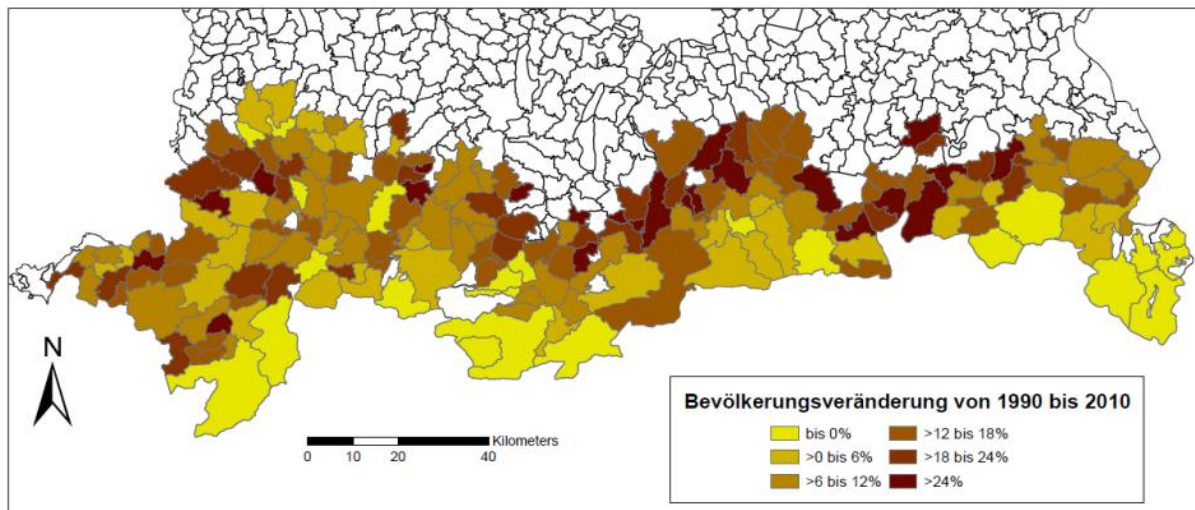 N
Kilometers
0 10 20 40
Bevölkerungsveränderung von 1990 bis 2010
bis 0% >12 bis 18%
>0 bis 6% >18 bis 24%
>6 bis 12% >24%